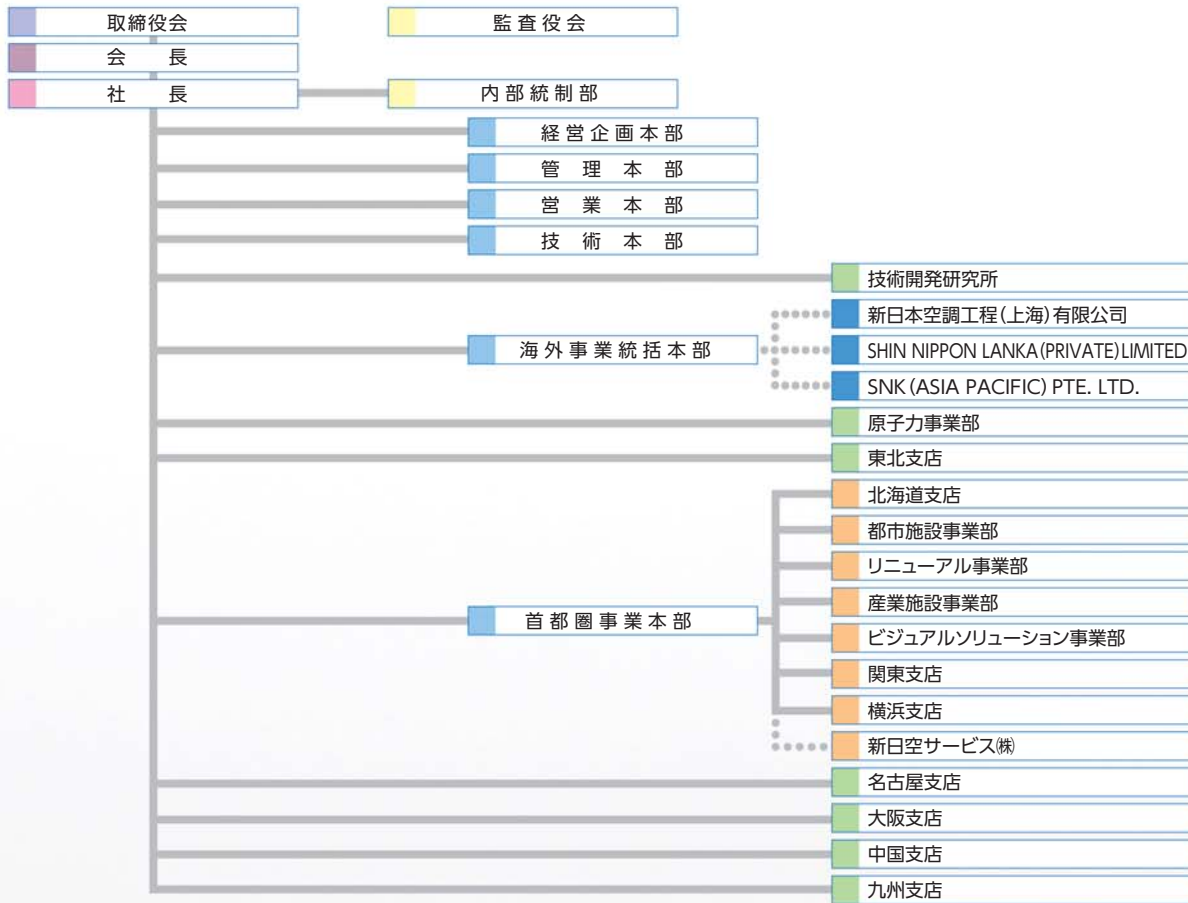 取締役会
監査役会
会長
社長
内部統制部
経営企画本部
管理本部
営業本部
技術本部
技術開発研究所
新日本空調工程(上海)有限公司
海外事業統括本部
SHIN NIPPON LANKA(PRIVATE)LIMITED
SNK(ASIA PACIFIC) PTE. LTD.
原子力事業部
東北支店
北海道支店
都市施設事業部
リニューアル事業部
産業施設事業部
首都圏事業本部
ビジュアルソリューション事業部
関東支店
横浜支店
新日空サービス㈱
名古屋支店
大阪支店
中国支店
九州支店